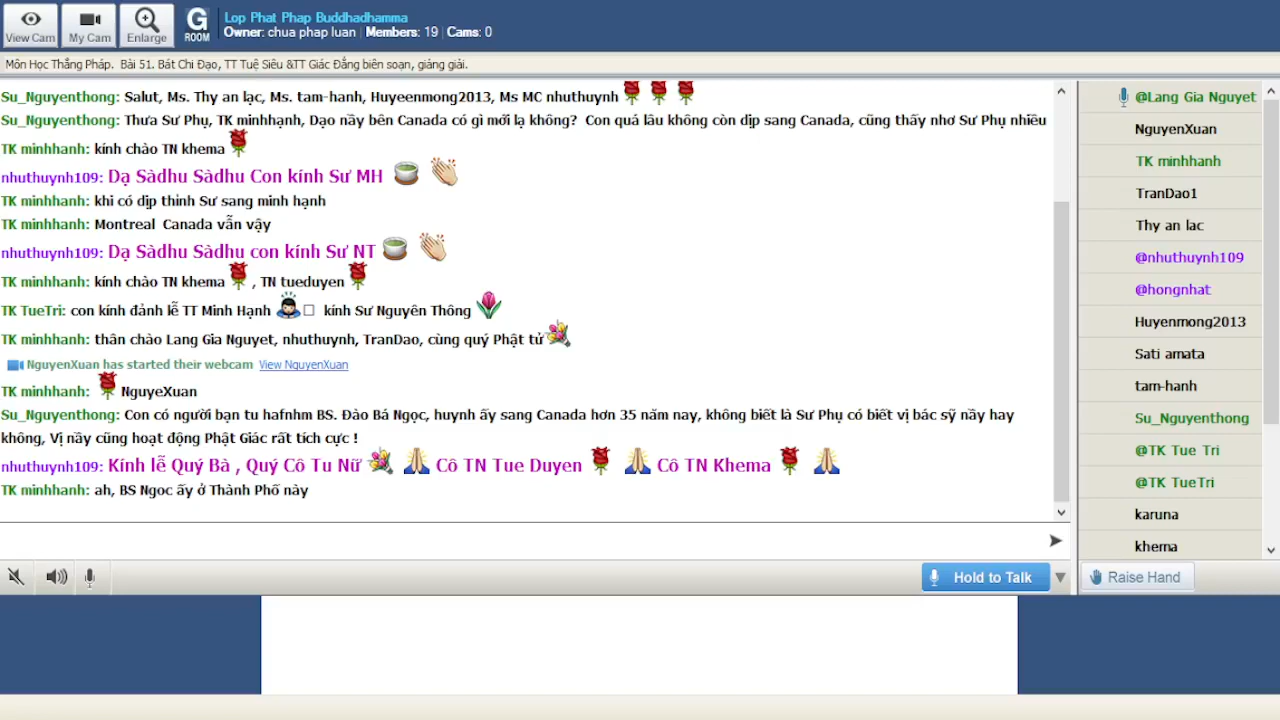 View Cam
My Cam
Enlarge
G
ROOM
Lop Phat Phap Buddhadhamma
Owner: chua phap luan | Members: 19 | Cams: 0
Môn Học Thắng Pháp. Bài 51. Bát Chi Đạo, TT Tuệ Siêu &TT Giác Đẳng biên soạn, giảng giải.
Su_Nguyenthong: Salut, Ms. Thy an lạc, Ms. tam-hanh, Huyeenmong2013, Ms MC nhuthuynh
Su_Nguyenthong: Thưa Sư Phụ, TK minhhạnh, Dạo nầy bên Canada có gì mới lạ không? Con quá lâu không còn dịp sang Canada, cũng thấy nhơ Sư Phụ nhiều
TK minhhanh: kính chào TN khema
nhuthuynh109: Dạ Sàdhu Sàdhu Con kính Sư MH
TK minhhanh: khi có dịp thỉnh Sư sang minh hạnh
TK minhhanh: Montreal Canada vẫn vậy
nhuthuynh109: Dạ Sàdhu Sàdhu con kính Sư NT
TK minhhanh: kính chào TN khema , TN tueduyen
TK TueTri: con kính đảnh lễ TT Minh Hạnh kính Sư Nguyên Thông
TK minhhanh: thân chào Lang Gia Nguyet, nhuthuynh, TranDao, cùng quý Phật tử
NguyenXuan has started their webcam View NguyenXuan
TK minhhanh: NguyeXuan
Su_Nguyenthong: Con có người bạn tu hafnhm BS. Đào Bá Ngọc, huynh ấy sang Canada hơn 35 năm nay, không biết là Sư Phụ có biết vị bác sỹ nầy hay
không, Vị nầy cũng hoạt động Phật Giác rất tích cực !
nhuthuynh109: Kính lễ Quý Bà , Quý Cô Tu Nữ Cô TN Tue Duyen Cô TN Khema
TK minhhanh: ah, BS Ngoc ấy ở Thành Phố này
@Lang Gia Nguyet
NguyenXuan
TK minhhanh
TranDao1
Thy an lac
@nhuthuynh109
@hongnhat
Huyenmong2013
Sati amata
tam-hanh
Su_Nguyenthong
@TK Tue Tri
@TK TueTri
karuna
khema
Hold to Talk
Raise Hand